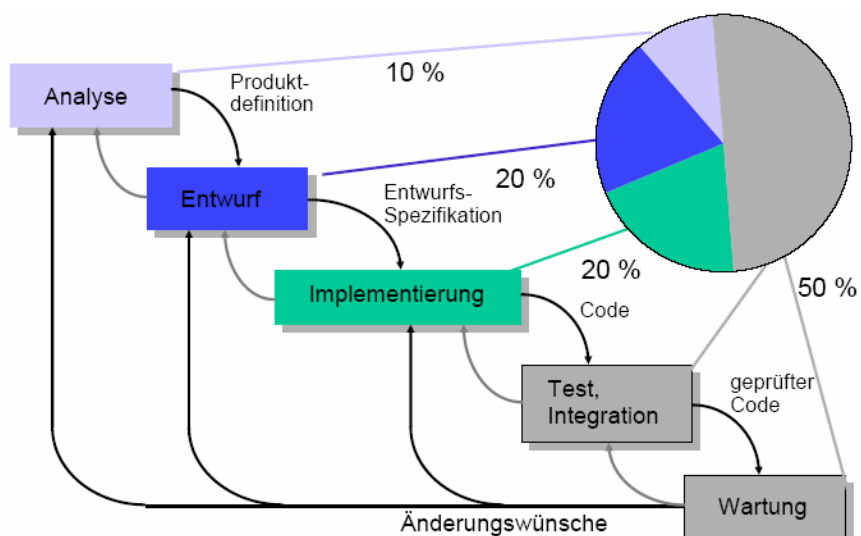 Analyse
Produkt-
definition
10 %
Entwurf
Entwurfs-
Spezifikation
20 %
Implementierung
20 %
Code
50 %
Test,
Integration
geprüfter
Code
Wartung
Änderungswünsche